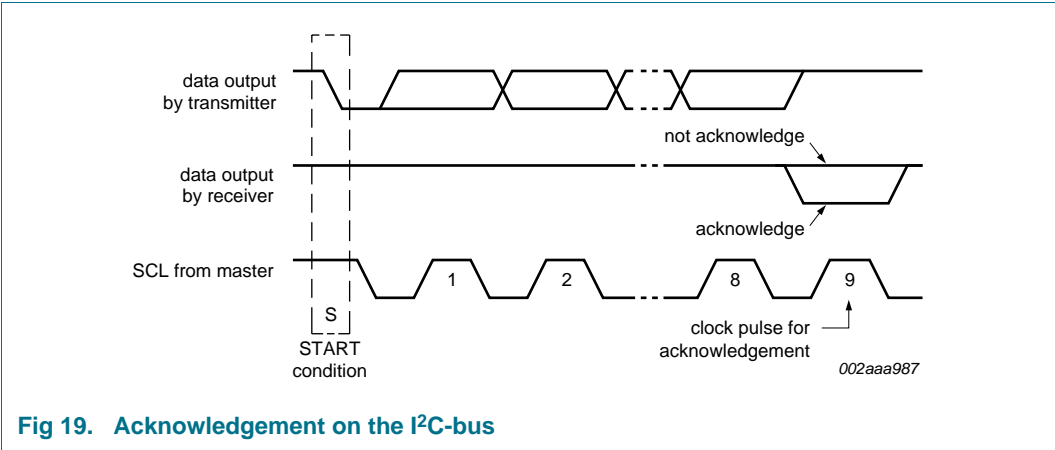 data output
by transmitter
not acknowledge
data output
by receiver
acknowledge
SCL from master
1
2
8
9
S
START
condition
clock pulse for
acknowledgement
002aaa987
Fig 19. Acknowledgement on the I²C-bus